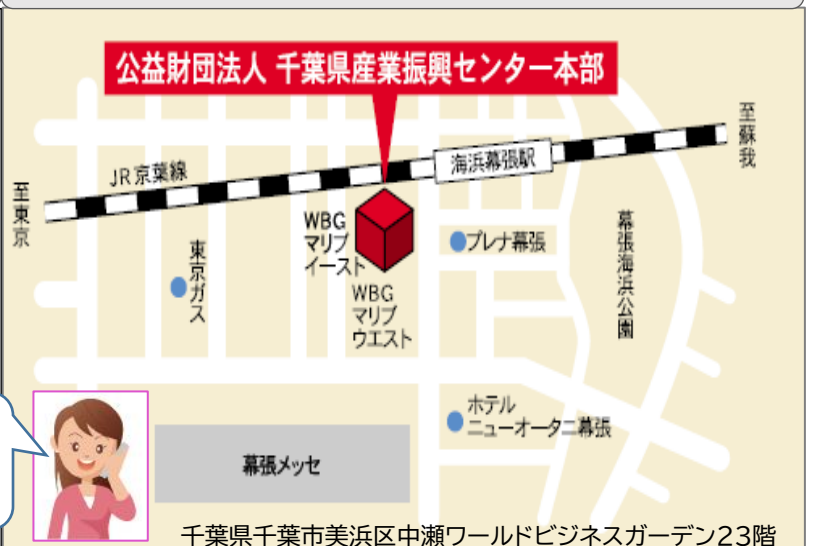 公益財団法人 千葉県産業振興センター本部
至蘇我
海浜幕張駅
JR京葉線
至東京
WBG
マリブ
イースト
プレナ幕張
幕張海浜公園
東京ガス
WBG
マリブ
ウエスト
ホテル
ニューオータニ幕張
幕張メッセ
千葉県千葉市美浜区中瀬ワールドビジネスガーデン23階